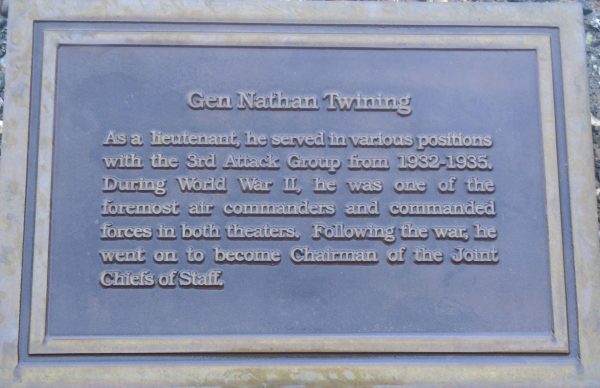 Gen Nathan Twining
As a lieutenant, he served in various positions
with the 3rd Attack Group from 1932-1935.
During World War II, he was one of the
foremost air commanders and commanded
forces in both theaters. Following the war, he
went on to become Chairman of the Joint
Chiefs of Staff.